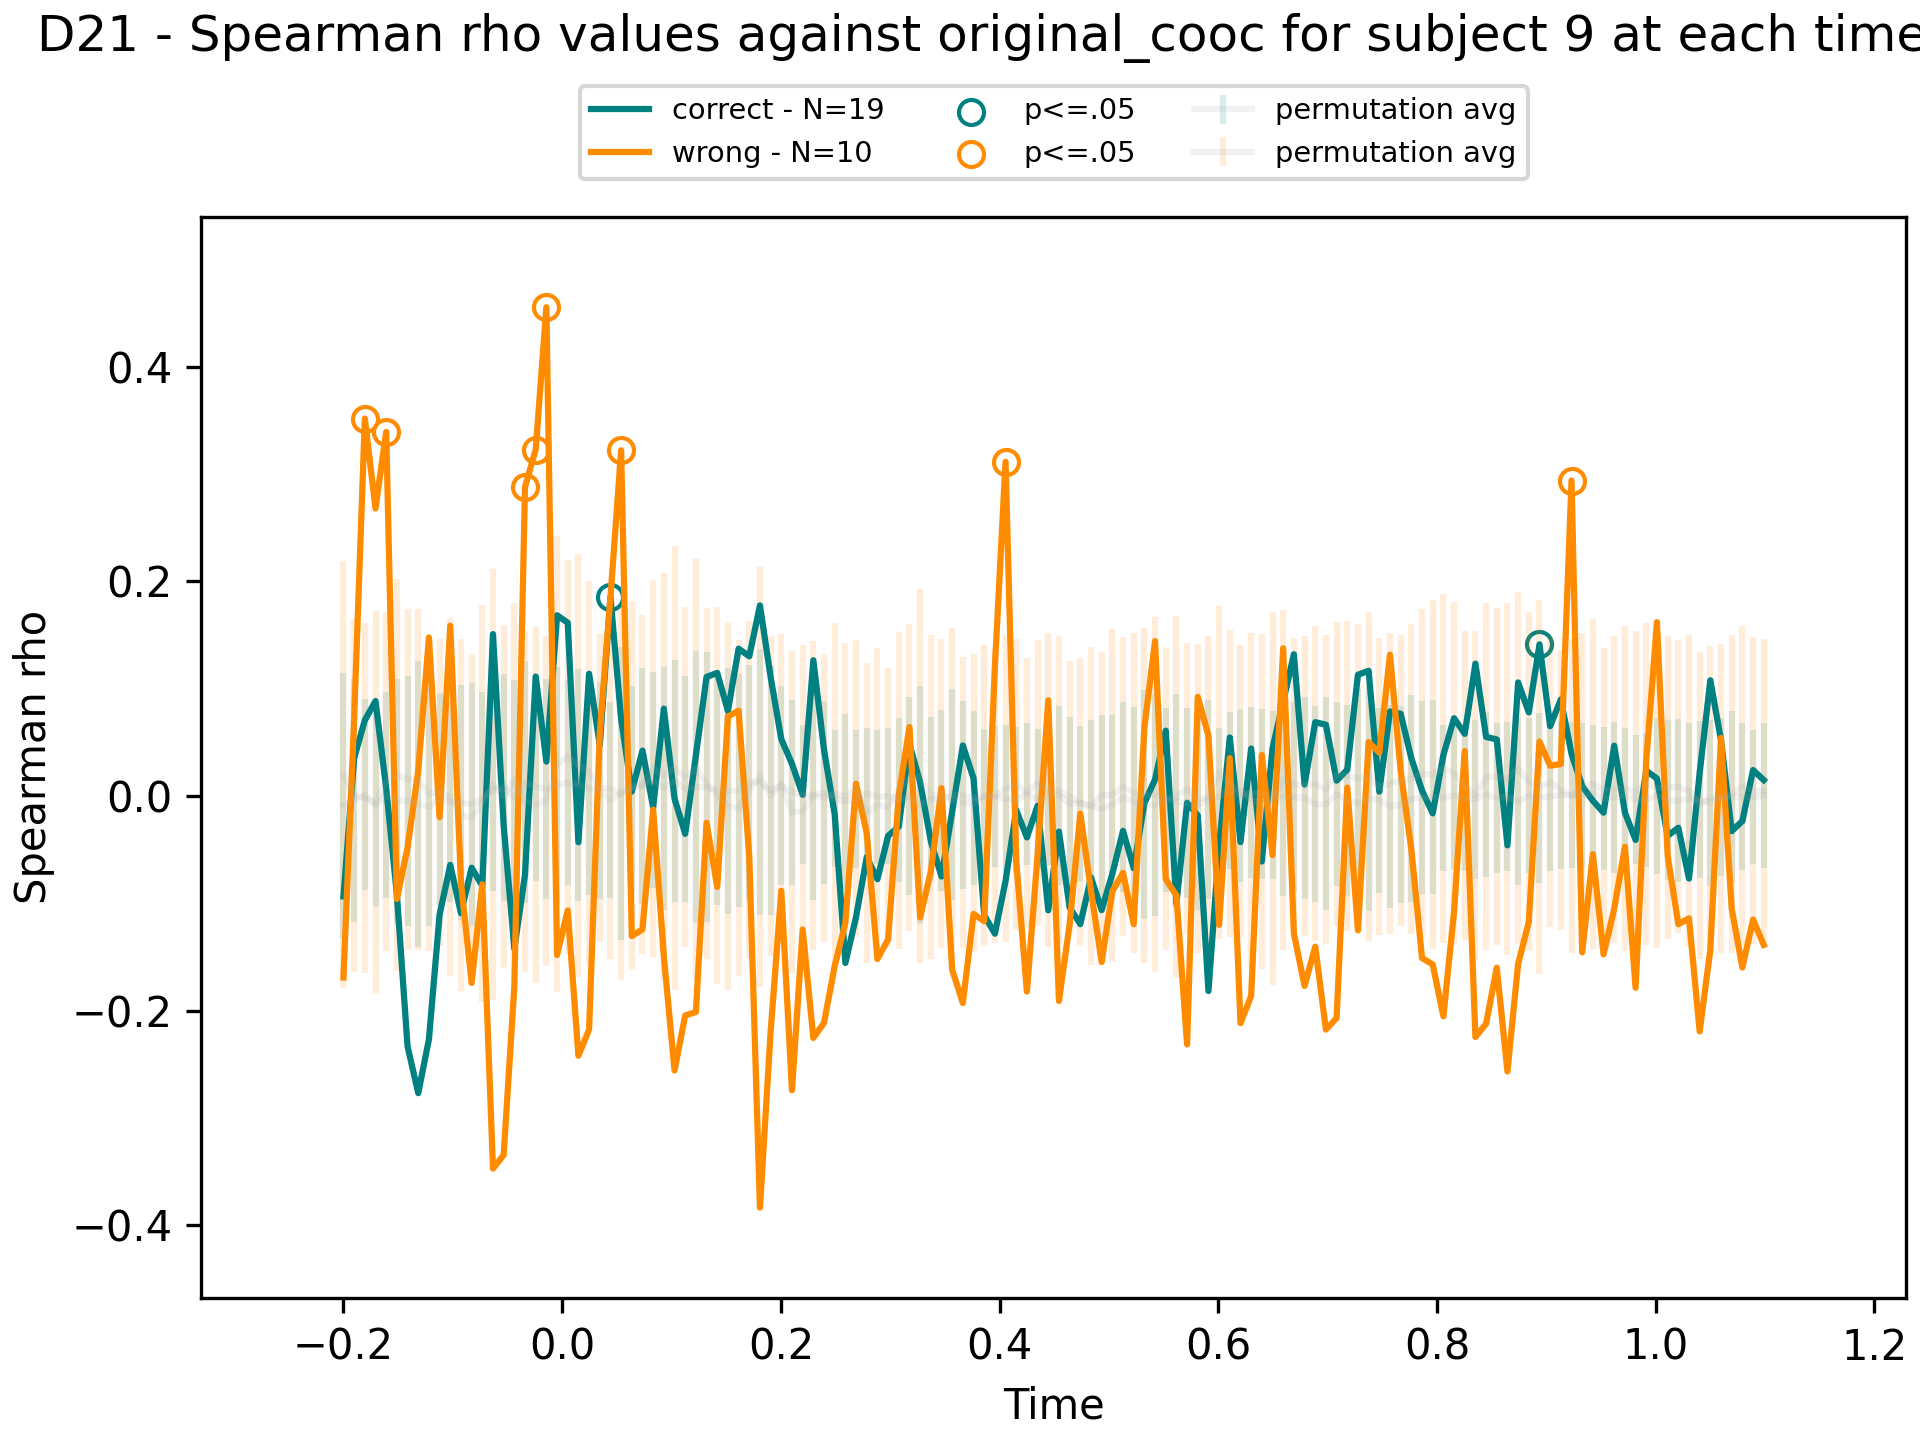 D21 - Spearman rho values against original_cooc for subject 9 at each time
correct - N=19
wrong - N=10
p<=.05
p<=.05
permutation avg
permutation avg
Spearman rho
0.4
0.2
0.0
−0.2
−0.4
−0.2 0.0 0.2 0.4 0.6 0.8 1.0 1.2
Time